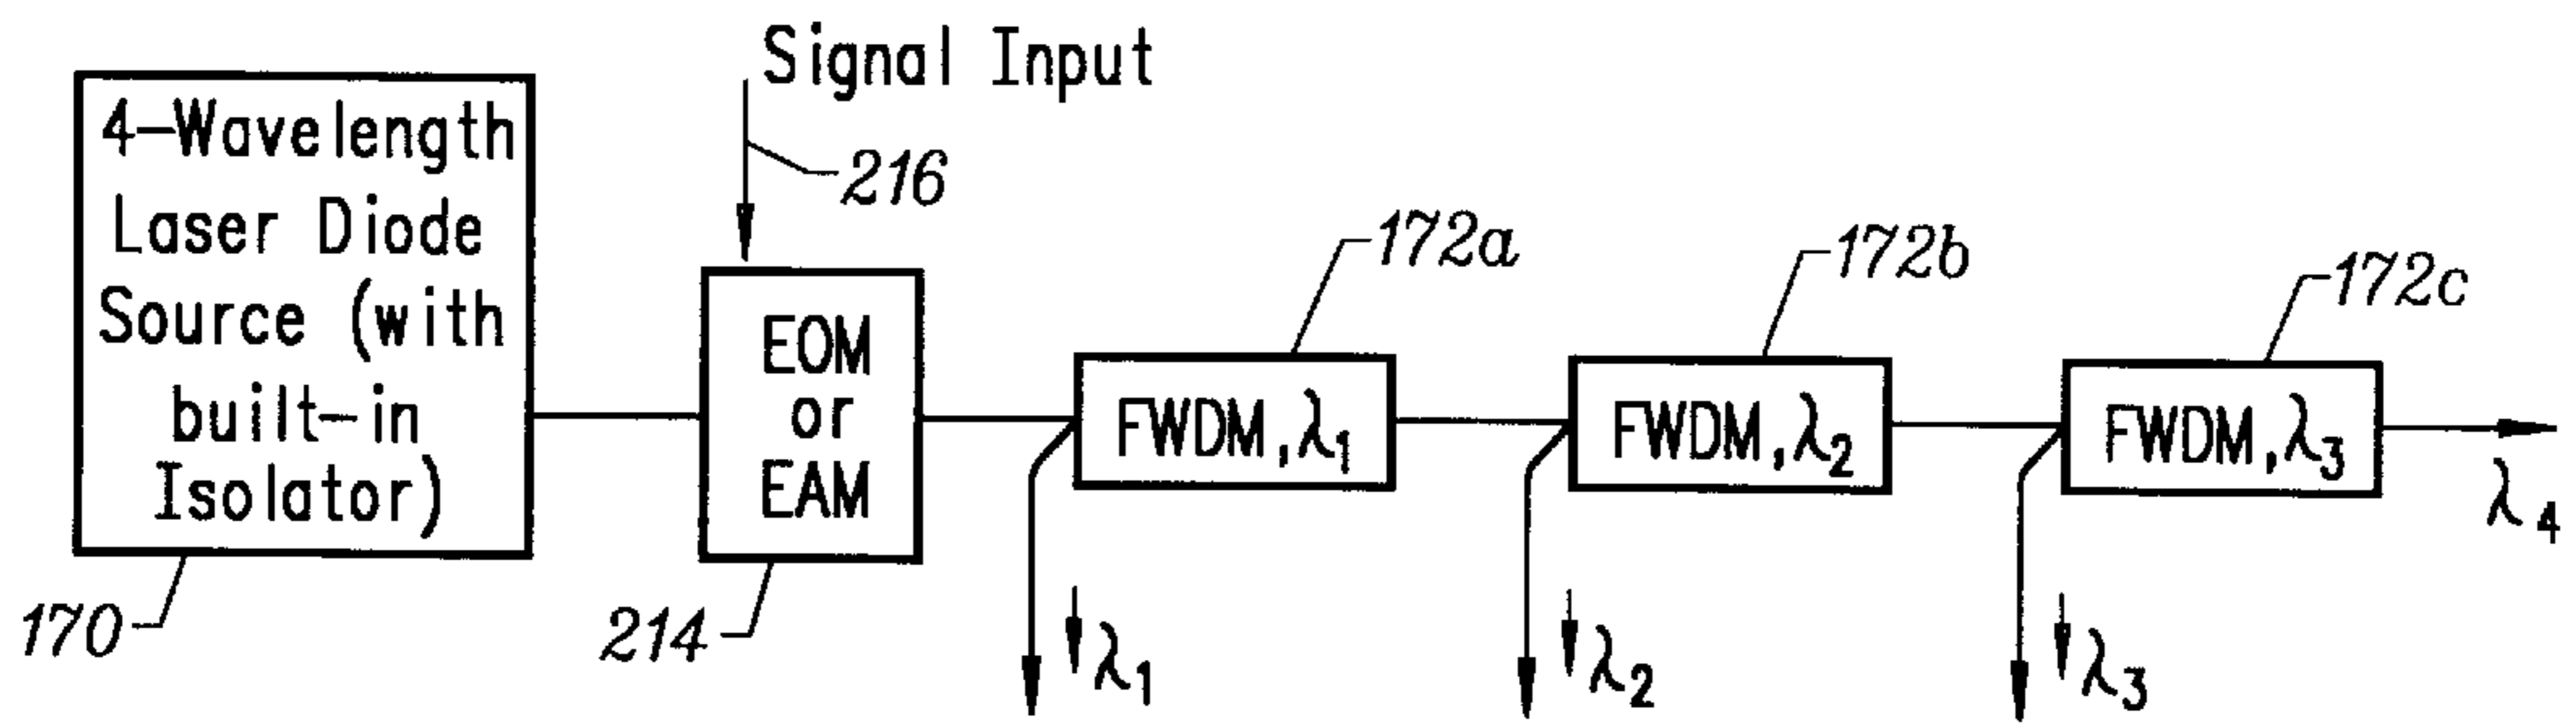 Signal Input
4-Wavelength
Laser Diode
Source (with
built-in
Isolator)
216
172a
172b
172c
EOM
or
EAM
FWDM, λ1
FWDM, λ2
FWDM, λ3
λ4
170
214
λ1
λ2
λ3